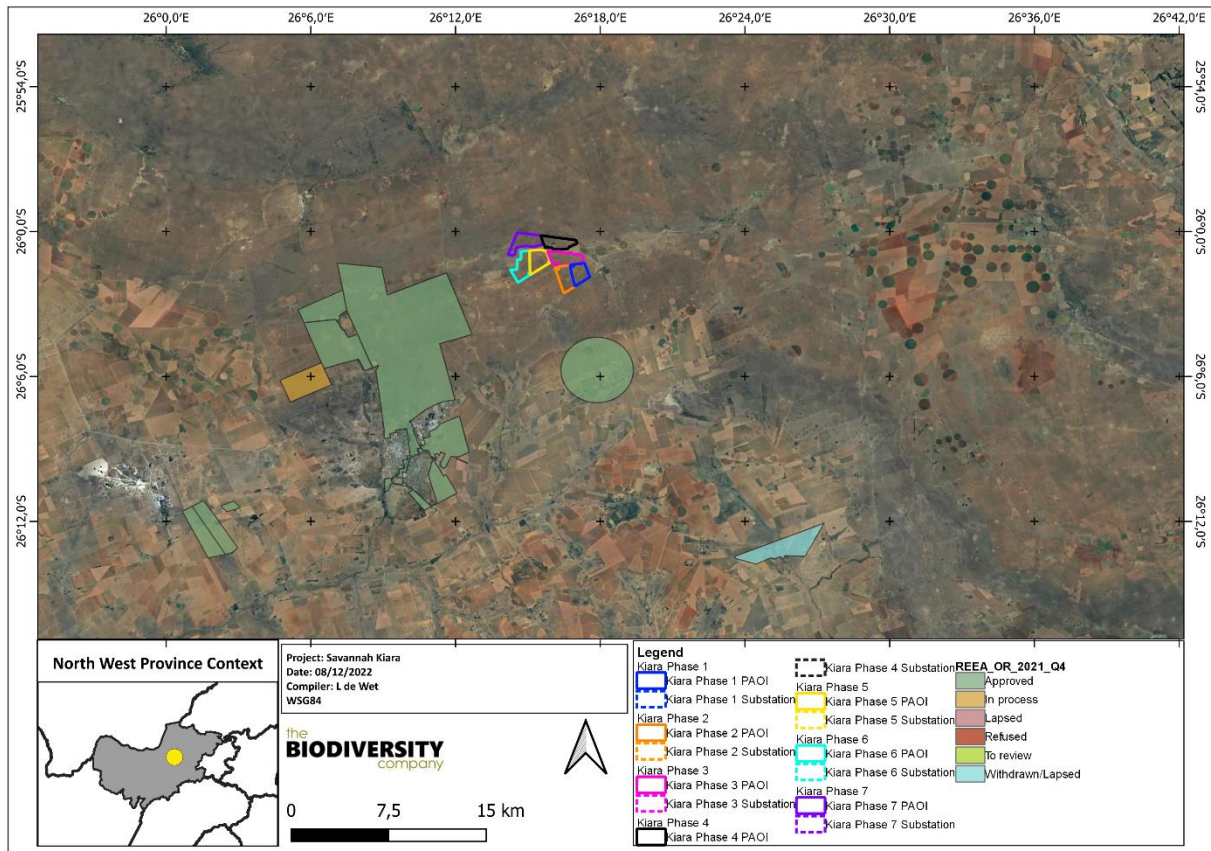 26°0,0'E 26°6,0'E 26°12,0'E 26°18,0'E 26°24,0'E 26°30,0'E 26°36,0'E 26°42,0'E
25°54,0'S 25°54,0'S
26°0,0'S 26°0,0'S
26°6,0'S 26°6,0'S
26°12,0'S 26°12,0'S
North West Province Context
Project: Savannah Kiara
Date: 08/12/2022
Compiler: L de Wet
WSG84
the
BIODIVERSITY
company
0 7,5 15 km
Legend
Kiara Phase 1
Kiara Phase 1 PAOI
Kiara Phase 1 Substation
Kiara Phase 2
Kiara Phase 2 PAOI
Kiara Phase 2 Substation
Kiara Phase 3
Kiara Phase 3 PAOI
Kiara Phase 3 Substation
Kiara Phase 4
Kiara Phase 4 PAOI
Kiara Phase 4 Substation
Kiara Phase 5
Kiara Phase 5 PAOI
Kiara Phase 5 Substation
Kiara Phase 6
Kiara Phase 6 PAOI
Kiara Phase 6 Substation
Kiara Phase 7
Kiara Phase 7 PAOI
Kiara Phase 7 Substation
REEA_OR_2021_Q4
Approved
In process
Lapsed
Refused
To review
Withdrawn/Lapsed